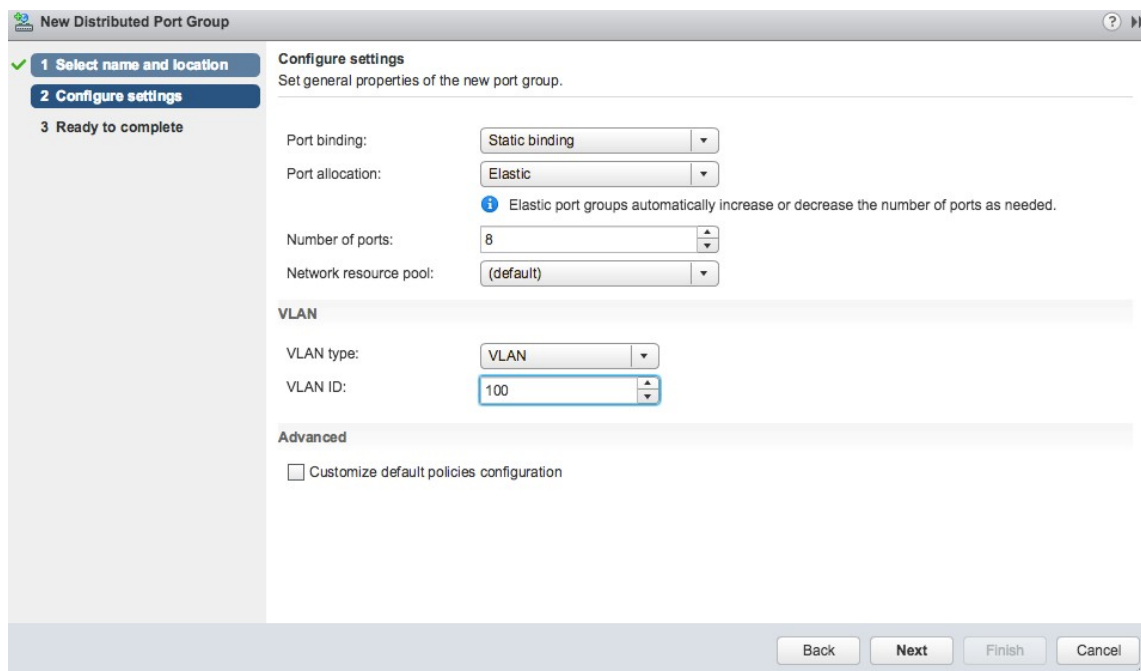 New Distributed Port Group
1 Select name and location
2 Configure settings
3 Ready to complete
Configure settings
Set general properties of the new port group.
Port binding: Static binding
Port allocation: Elastic
Elastic port groups automatically increase or decrease the number of ports as needed.
Number of ports: 8
Network resource pool: (default)
VLAN
VLAN type: VLAN
VLAN ID: 100
Advanced
Customize default policies configuration
Back Next Finish Cancel